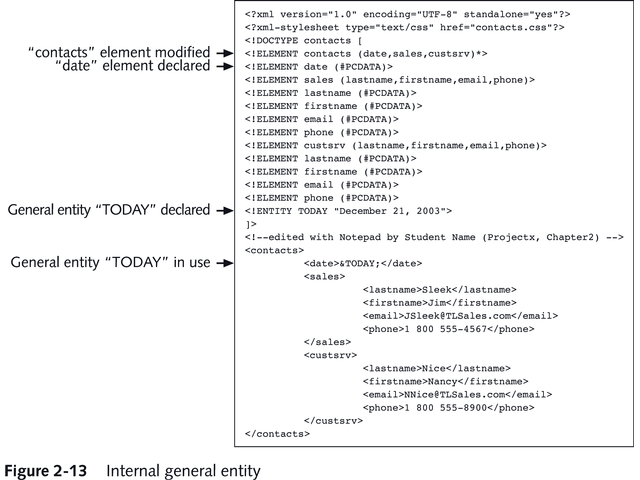 <?xml version="1.0" encoding="UTF-8" standalone="yes"?>
<?xml-stylesheet type="text/css" href="contacts.css"?>
<!DOCTYPE contacts [
"contacts" element modified <!ELEMENT contacts (date,sales,custsrv)*>
"date" element declared <!ELEMENT date (#PCDATA)>
<!ELEMENT sales (lastname,firstname,email,phone)>
<!ELEMENT lastname (#PCDATA)>
<!ELEMENT firstname (#PCDATA)>
<!ELEMENT email (#PCDATA)>
<!ELEMENT phone (#PCDATA)>
<!ELEMENT custsrv (lastname,firstname,email,phone)>
<!ELEMENT lastname (#PCDATA)>
<!ELEMENT firstname (#PCDATA)>
<!ELEMENT email (#PCDATA)>
<!ELEMENT phone (#PCDATA)>
General entity "TODAY" declared <!ENTITY TODAY "December 21, 2003">
]>
<!--edited with Notepad by Student Name (Projectx, Chapter2) -->
<contacts>
General entity "TODAY" in use <date>&TODAY;</date>
<sales>
<lastname>Sleek</lastname>
<firstname>Jim</firstname>
<email>JSleek@TLSales.com</email>
<phone>1 800 555-4567</phone>
</sales>
<custsrv>
<lastname>Nice</lastname>
<firstname>Nancy</firstname>
<email>NNice@TLSales.com</email>
<phone>1 800 555-8900</phone>
</custsrv>
</contacts>
Figure 2-13 Internal general entity